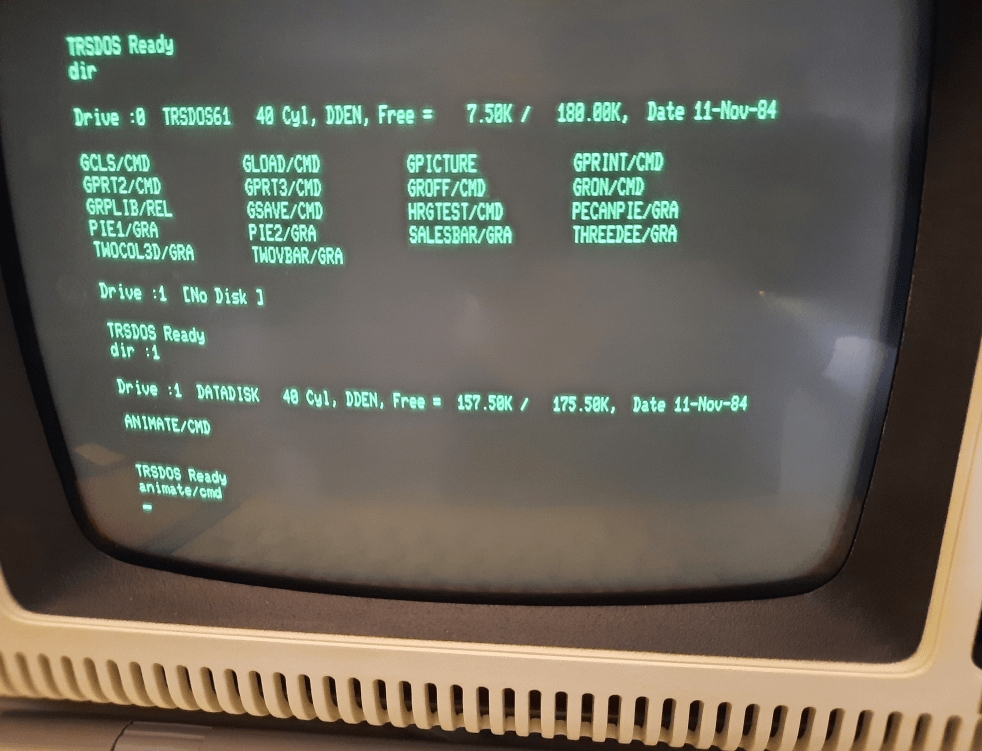 TRSDOS Ready
dir
Drive :0 TRSDOS61 40 Cyl, DDEN, Free = 7.50K / 180.00K, Date 11-Nov-84
GCLS/CMD GLOAD/CMD GPICTURE GPRINT/CMD
GPRT2/CMD GPRT3/CMD GROFF/CMD GRON/CMD
GRPLIB/REL GSAVE/CMD HRGTEST/CMD PECANPIE/GRA
PIE1/GRA PIE2/GRA SALESBAR/GRA THREEDEE/GRA
TWOCOL3D/GRA TWOVBAR/GRA
Drive :1 [No Disk ]
TRSDOS Ready
dir :1
Drive :1 DATADISK 40 Cyl, DDEN, Free = 157.50K / 175.50K, Date 11-Nov-84
ANIMATE/CMD
TRSDOS Ready
animate/cmd